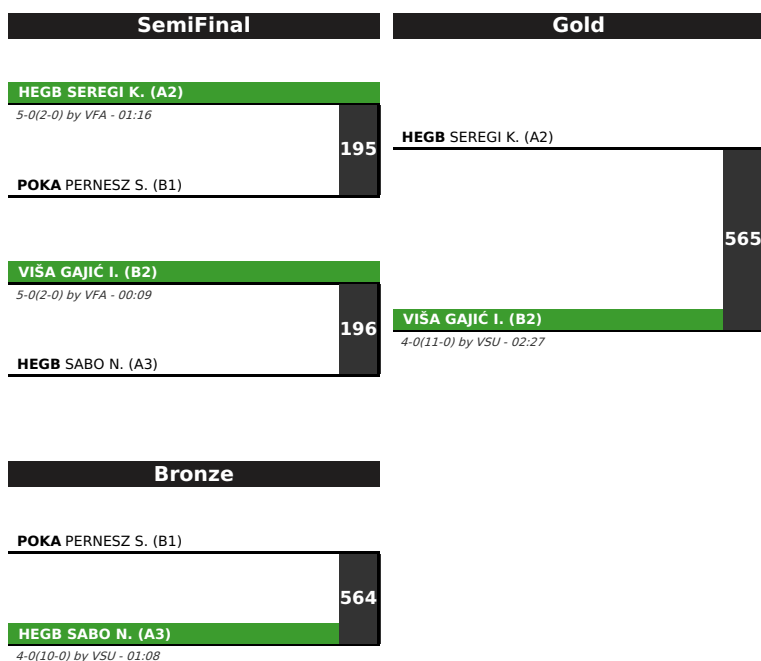 SemiFinal
HEGB SEREGI K. (A2)
5-0(2-0) by VFA - 01:16
195
POKA PERNESZ S. (B1)
VIŠA GAJIĆ I. (B2)
5-0(2-0) by VFA - 00:09
196
HEGB SABO N. (A3)
Gold
HEGB SEREGI K. (A2)
565
VIŠA GAJIĆ I. (B2)
4-0(11-0) by VSU - 02:27
Bronze
POKA PERNESZ S. (B1)
564
HEGB SABO N. (A3)
4-0(10-0) by VSU - 01:08